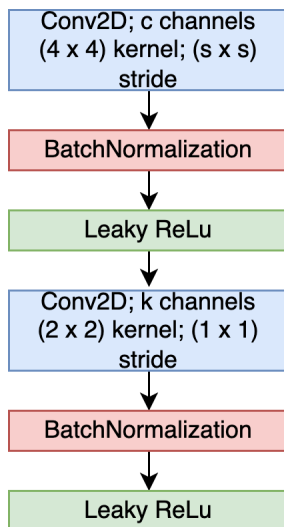 Conv2D; c channels
(4 x 4) kernel; (s x s)
stride
BatchNormalization
Leaky ReLu
Conv2D; k channels
(2 x 2) kernel; (1 x 1)
stride
BatchNormalization
Leaky ReLu